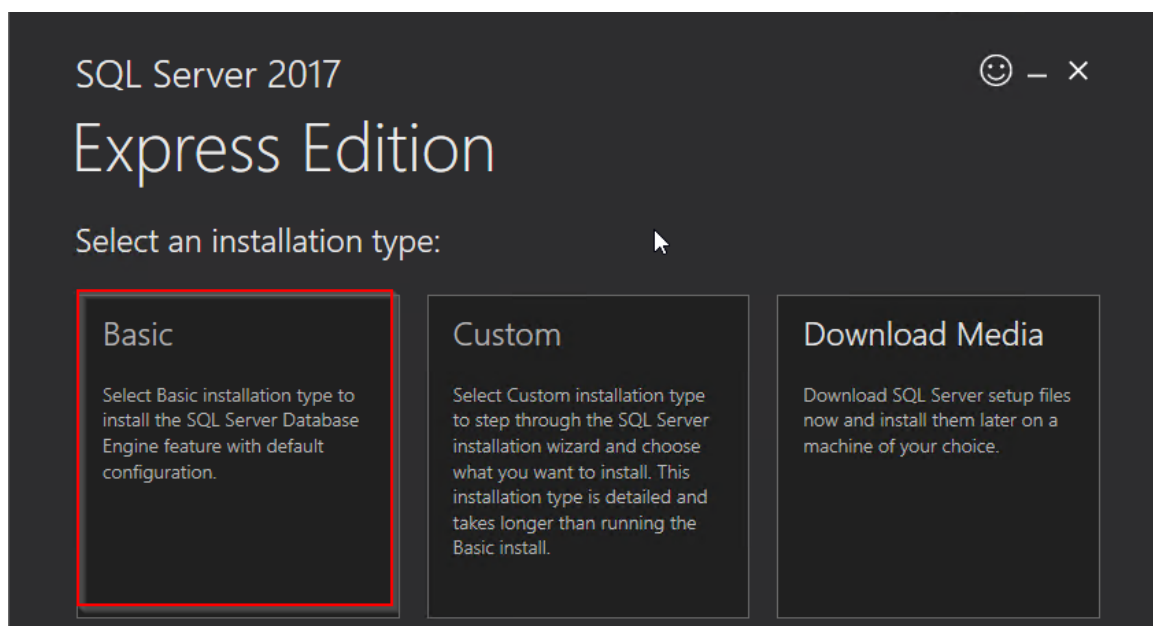 SQL Server 2017
Express Edition
Select an installation type:
Basic
Select Basic installation type to
install the SQL Server Database
Engine feature with default
configuration.
Custom
Select Custom installation type
to step through the SQL Server
installation wizard and choose
what you want to install. This
installation type is detailed and
takes longer than running the
Basic install.
Download Media
Download SQL Server setup files
now and install them later on a
machine of your choice.